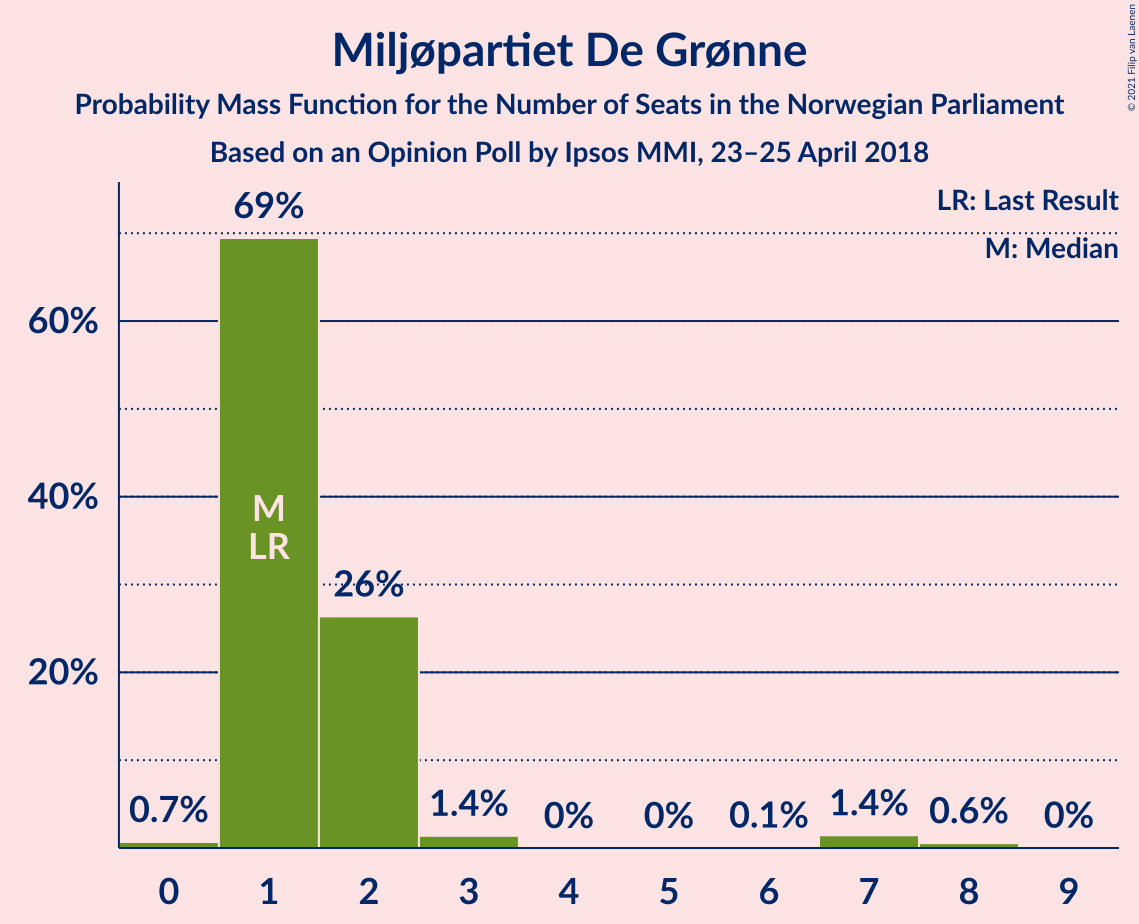 Miljøpartiet De Grønne
Probability Mass Function for the Number of Seats in the Norwegian Parliament
Based on an Opinion Poll by Ipsos MMI, 23–25 April 2018
© 2021 Filip van Laenen
LR: Last Result
M: Median
69%
60%
40%
M
LR
26%
20%
0.7%
1.4%
0%
0%
0.1%
1.4%
0.6%
0%
0 1 2 3 4 5 6 7 8 9